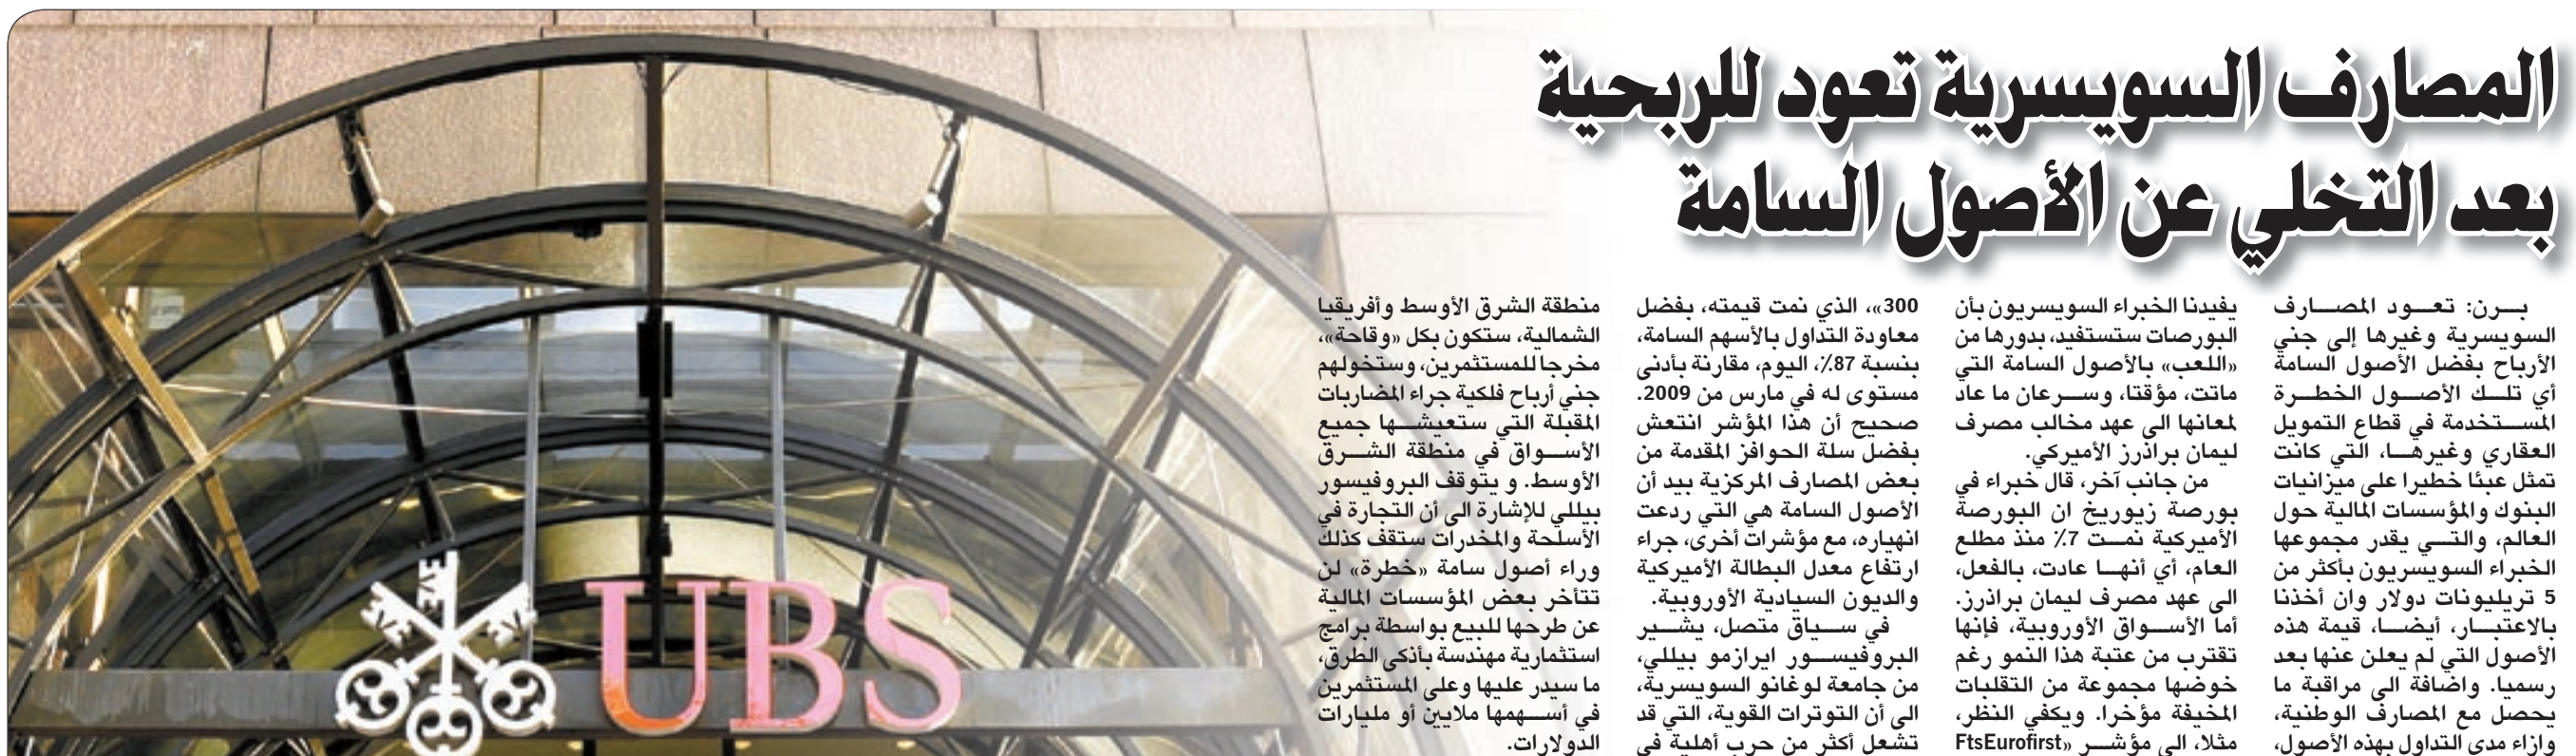 المصارف السويسرية تعود للربحية
بعد التخلي عن الأصول السامة
بـرن: تعـود المصـارف
السويسرية وغيرها إلى جني
الأرباح بفضل الأصول السامة
أي تلـك الأصـول الخطـرة
المسـتخدمة في قطاع التمويل
العقاري وغيرهـا، التي كانت
تمثل عبئا خطيرا على ميزانيات
البنوك والمؤسسات المالية حول
العالم، والتـي يقدر مجموعها
الخبراء السويسريون بأكثر من
5 تريليونات دولار وان أخذنا
بالاعتبـار، أيضـا، قيمة هذه
الأصول التي لم يعلن عنها بعد
رسميا. واضافة الى مراقبة ما
يحصل مع المصارف الوطنية،
وازاء مدى التداول بهذه الأصول،
يفيدنا الخبراء السويسريون بأن
البورصات ستستفيد، بدورها من
«اللعب» بالأصول السامة التي
ماتت، مؤقتا، وسـرعان ما عاد
لمعانها الى عهد مخالب مصرف
ليمان براذرز الأميركي.
من جانب آخر، قال خبراء في
بورصة زيوريخ ان البورصة
الأميركية نمـت 7٪ منذ مطلع
العام، أي أنهـا عادت، بالفعل،
الى عهد مصرف ليمان براذرز.
أما الأسـواق الأوروبية، فإنها
تقترب من عتبة هذا النمو رغم
خوضها مجموعة من التقلبات
المخيفة مؤخرا. ويكفي النظر،
مثلا، الى مؤشـر «FtsEurofirst
300»، الذي نمت قيمته، بفضل
معاودة التداول بالأسهم السامة،
بنسبة 87٪، اليوم، مقارنة بأدنى
مستوى له في مارس من 2009.
صحيح أن هذا المؤشر انتعش
بفضل سلة الحوافز المقدمة من
بعض المصارف المركزية بيد أن
الأصول السامة هي التي ردعت
انهياره، مع مؤشرات أخرى، جراء
ارتفاع معدل البطالة الأميركية
والديون السيادية الأوروبية.
في سـياق متصل، يشـير
البروفيسـور ايرازمو بيللي،
من جامعة لوغانو السويسرية،
الى أن التوترات القوية، التي قد
تشعل أكثر من حرب أهلية في
منطقة الشرق الأوسط وأفريقيا
الشمالية، ستكون بكل «وقاحة»،
مخرجا للمستثمرين، وستخولهم
جني أرباح فلكية جراء المضاربات
المقبلة التي ستعيشـها جميع
الأسـواق في منطقة الشـرق
الأوسط. و يتوقف البروفيسور
بيللي للإشارة الى أن التجارة في
الأسلحة والمخدرات ستقف كذلك
وراء أصول سامة «خطرة» لن
تتأخر بعض المؤسسات المالية
عن طرحها للبيع بواسطة برامج
استثمارية مهندسة بأذكى الطرق،
ما سيدر عليها وعلى المستثمرين
في أسـهمها ملايين أو مليارات
الدولارات.
UBS